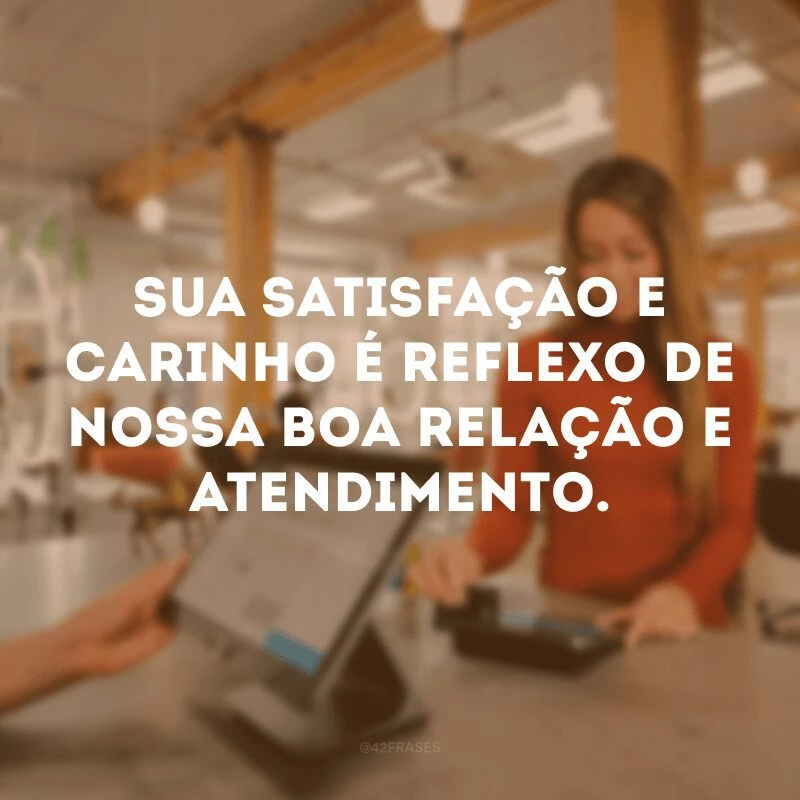 SUA SATISFAÇÃO E
CARINHO É REFLEXO DE
NOSSA BOA RELAÇÃO E
ATENDIMENTO.
@42FRASES